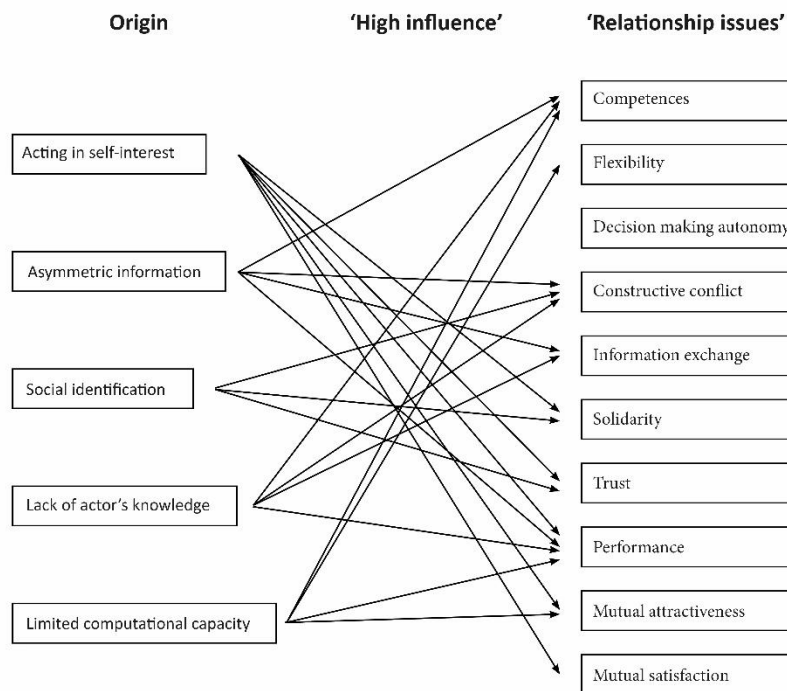 Origin
'High influence'
'Relationship issues'
Acting in self-interest
Asymmetric information
Social identification
Lack of actor's knowledge
Limited computational capacity
Competences
Flexibility
Decision making autonomy
Constructive conflict
Information exchange
Solidarity
Trust
Performance
Mutual attractiveness
Mutual satisfaction